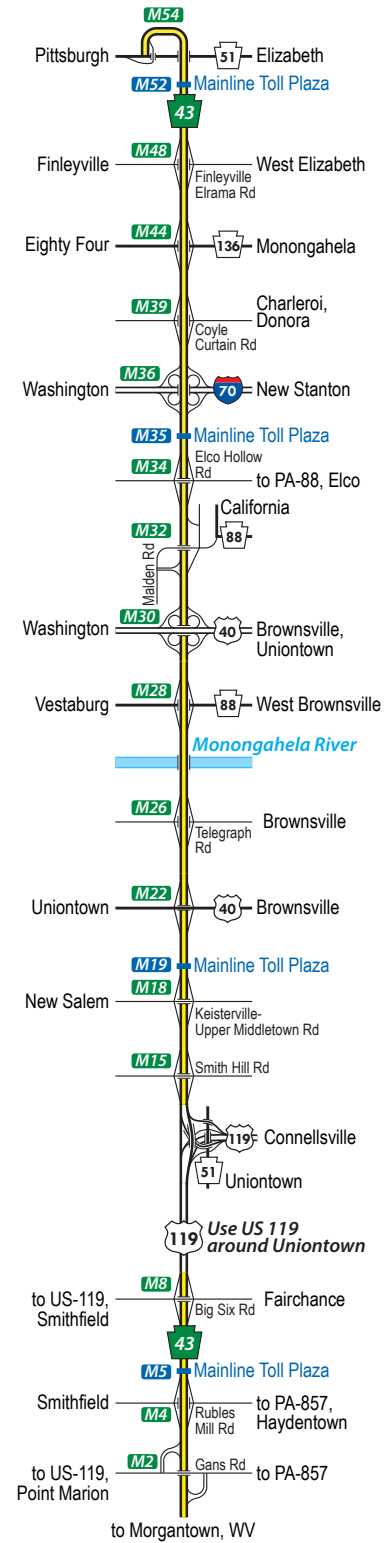 M54
Pittsburgh 51 Elizabeth
M52 Mainline Toll Plaza
43
M48
Finleyville West Elizabeth
Finleyville
Elrama Rd
M44
Eighty Four 136 Monongahela
Charleroi,
Donora
M39
Coyle
Curtain Rd
M36
Washington 70 New Stanton
M35 Mainline Toll Plaza
Elco Hollow
Rd
M34
to PA-88, Elco
California
M32
88
Malden Rd
M30
Washington 40 Brownsville,
Uniontown
M28
Vestaburg 88 West Brownsville
Monongahela River
M26
Brownsville
Telegraph
Rd
M22
Uniontown 40 Brownsville
M19 Mainline Toll Plaza
M18
New Salem
Keisterville-
Upper Middletown Rd
M15
Smith Hill Rd
119 Connellsville
51
Uniontown
119
Use US 119
around Uniontown
M8
to US-119,
Smithfield
Fairchance
Big Six Rd
43
M5 Mainline Toll Plaza
Smithfield
M4
Rubles
Mill Rd
to PA-857,
Haydentown
M2
Gans Rd
to US-119,
Point Marion
to PA-857
to Morgantown, WV